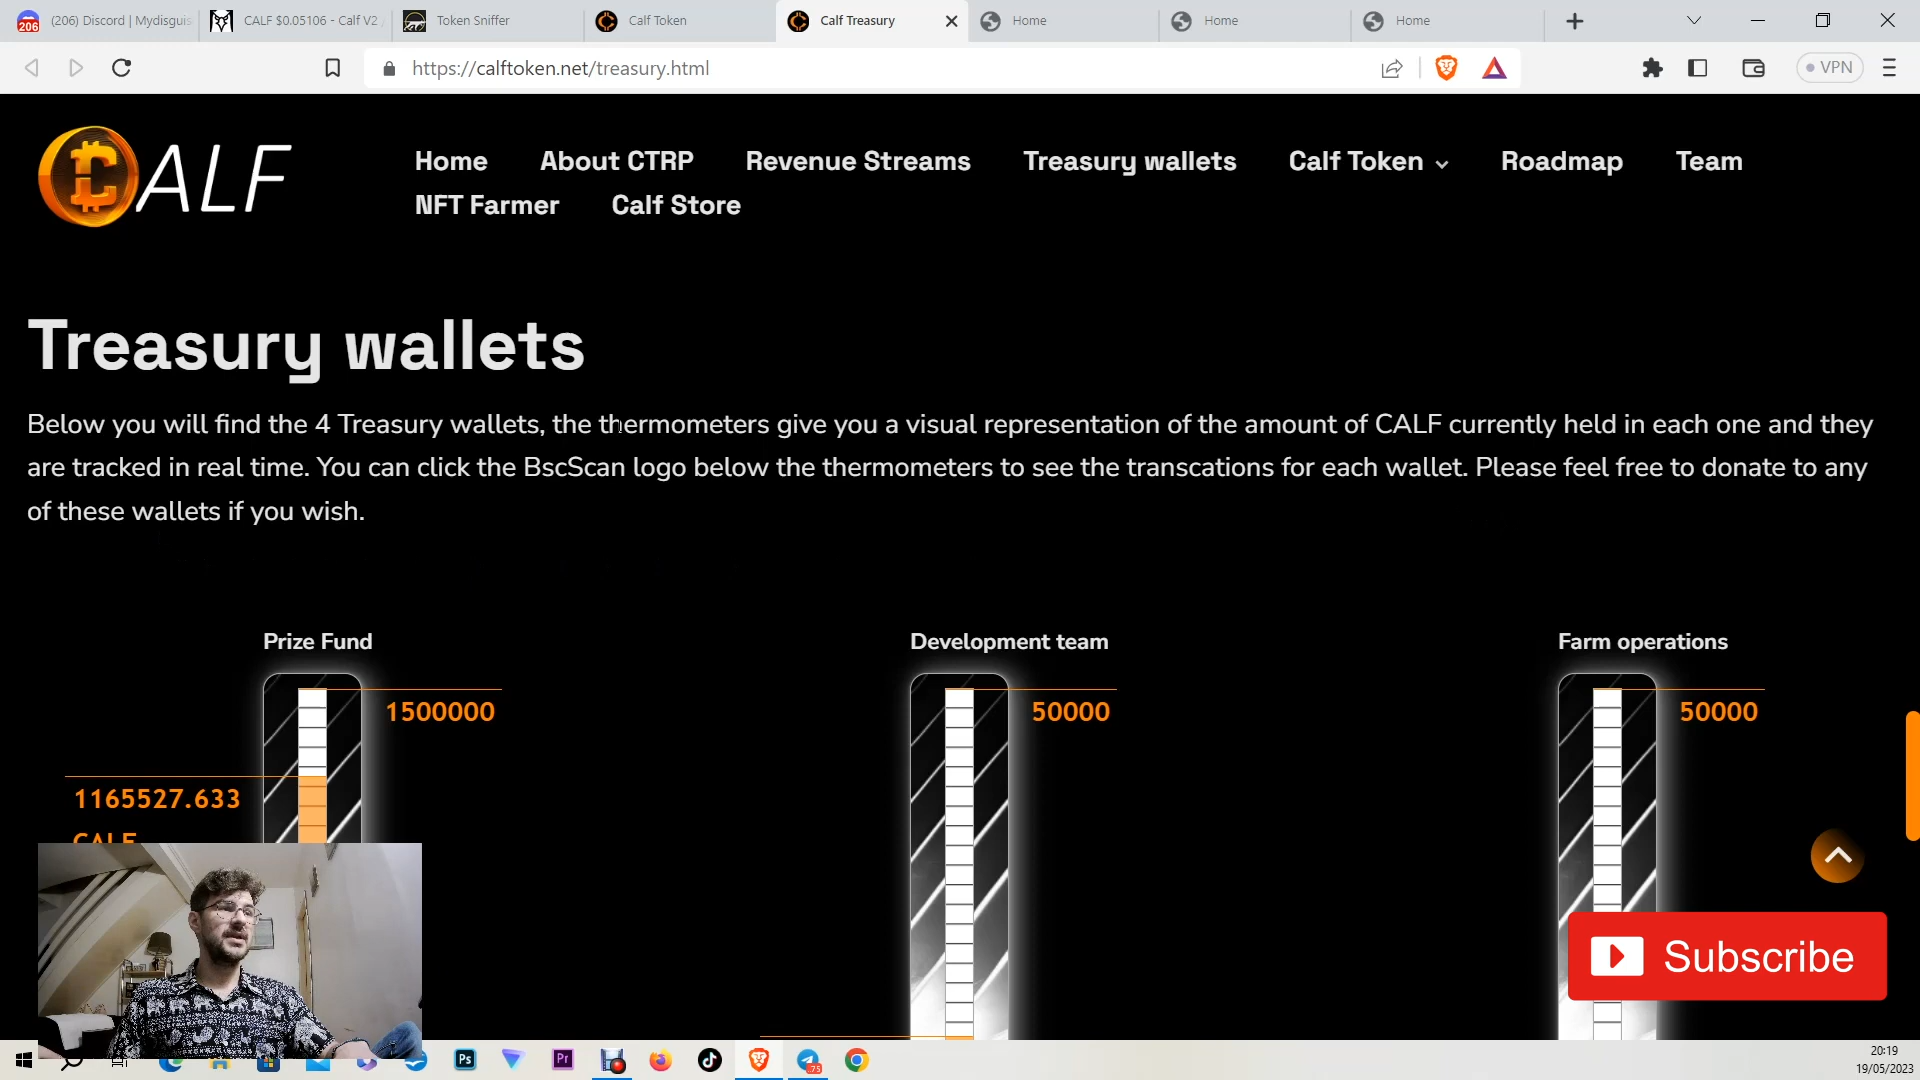 206
(206) Discord | Mydisguis
CALF $0.05106 - Calf V2
Token Sniffer
Calf Token
Calf Treasury
Home
Home
Home
https://calftoken.net/treasury.html
VPN
CALF
Home
About CTRP
Revenue Streams
Treasury wallets
Calf Token
Roadmap
Team
NFT Farmer
Calf Store
Treasury wallets
Below you will find the 4 Treasury wallets, the thermometers give you a visual representation of the amount of CALF currently held in each one and they
are tracked in real time. You can click the BscScan logo below the thermometers to see the transcations for each wallet. Please feel free to donate to any
of these wallets if you wish.
Prize Fund
Development team
Farm operations
1500000
50000
50000
1165527.633
CALF
Subscribe
Ps
Pr
75
20:19
19/05/2023